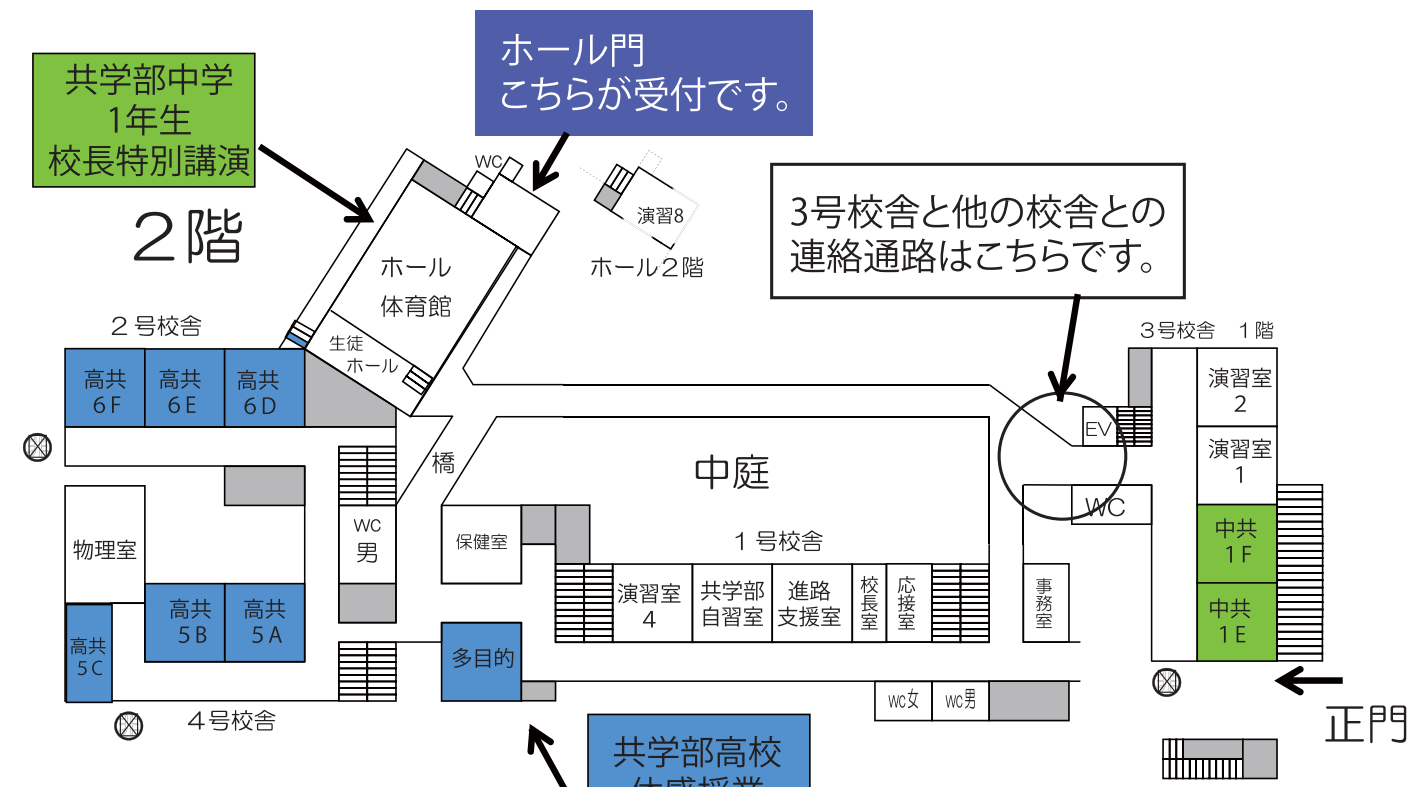 ホール門
こちらが受付です。
共学部中学
1年生
校長特別講演
2階
WC
演習8
ホール2階
3号校舎と他の校舎との
連絡通路はこちらです。
ホール
体育館
生徒
ホール
2号校舎
高共
6F
高共
6E
高共
6D
3号校舎 1階
演習室
2
演習室
1
EV
WC
中共
1F
中共
1E
橋
中庭
物理室
WC
男
保健室
1号校舎
演習室
4
共学部
自習室
進路
支援室
校長室
応接室
事務室
高共
5B
高共
5A
高共
5C
多目的
WC女
WC男
4号校舎
正門
共学部高校
体感授業